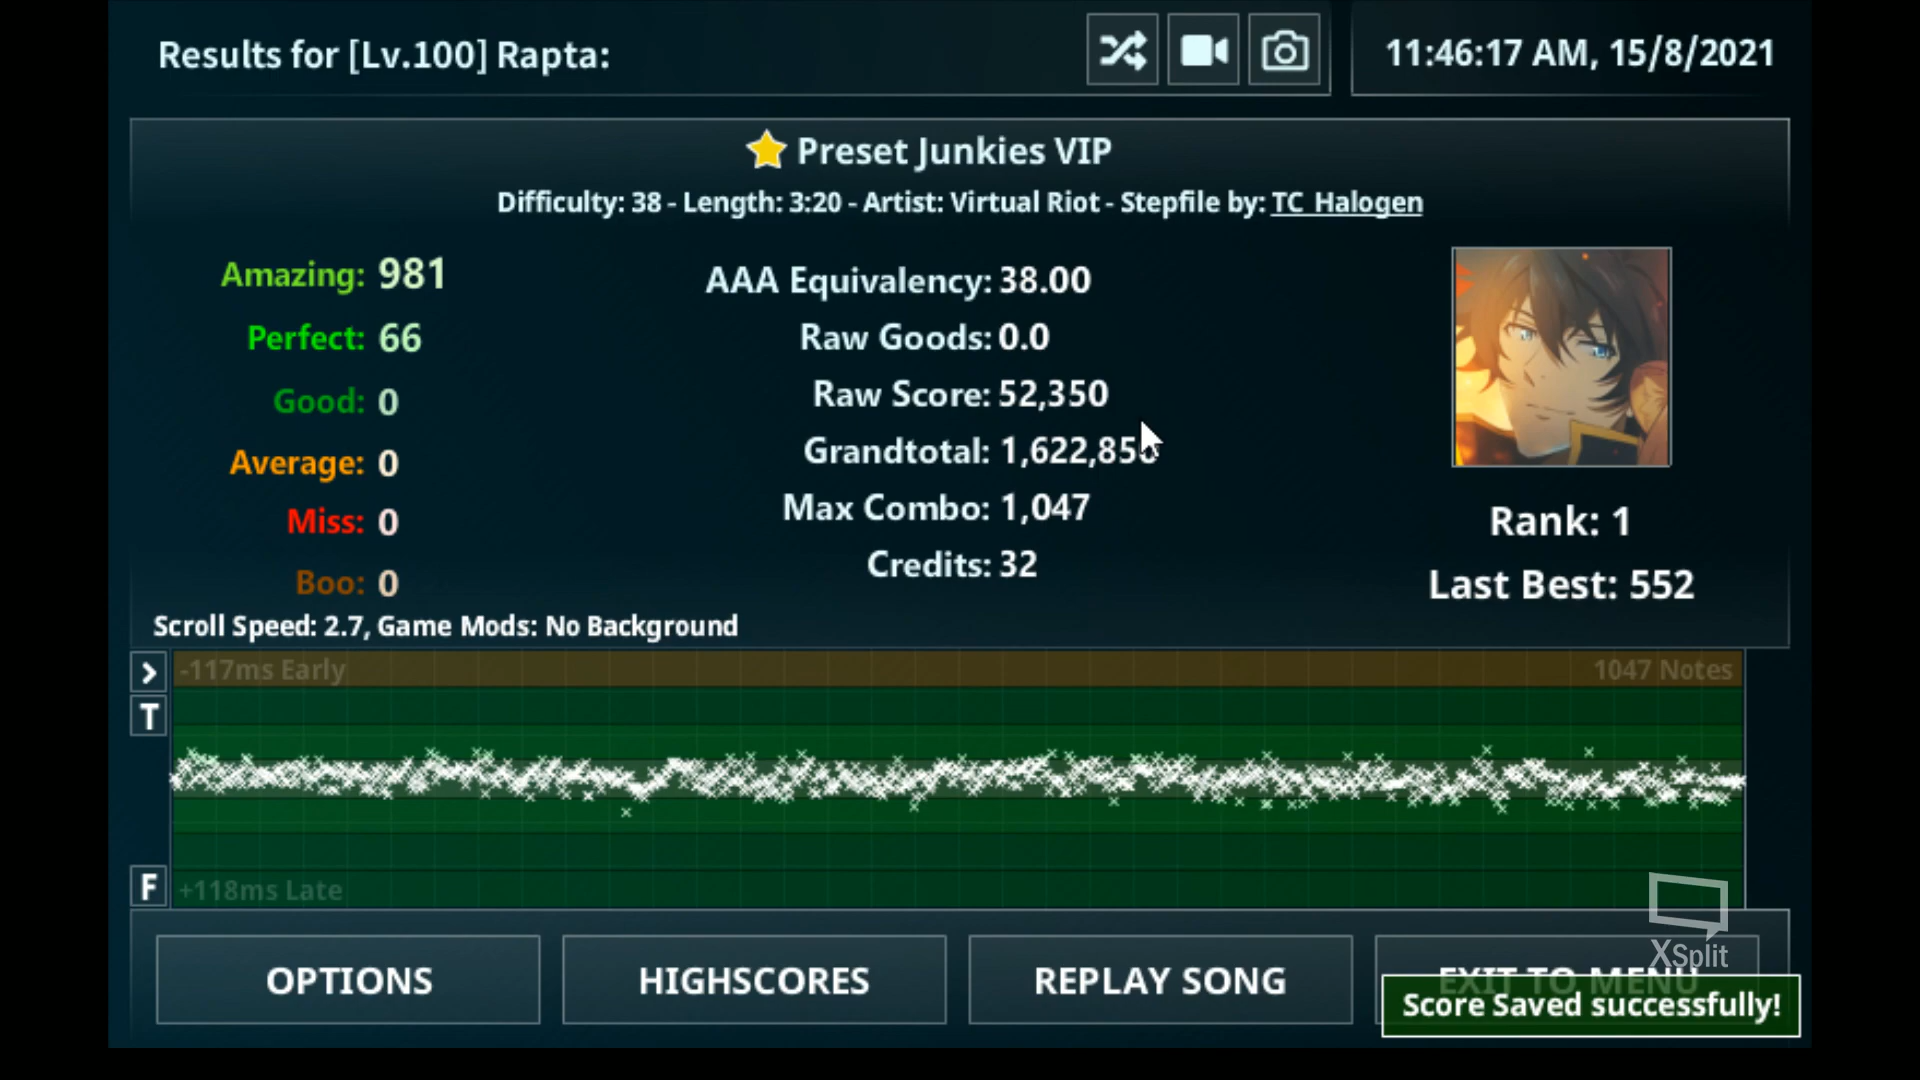 Results for [Lv.100] Rapta:
11:46:17 AM, 15/8/2021
Preset Junkies VIP
Difficulty: 38 - Length: 3:20 - Artist: Virtual Riot - Stepfile by: TC_Halogen
Amazing: 981
Perfect: 66
Good: 0
Average: 0
Miss: 0
Boo: 0
AAA Equivalency: 38.00
Raw Goods: 0.0
Raw Score: 52,350
Grandtotal:
Max Combo: 1,047
Credits: 32
Rank: 1
Last Best: 552
Scroll Speed: 2.7, Game Mods: No Background
-117ms Early
1047 Notes
T
F
+118ms Late
XSplit
OPTIONS
HIGHSCORES
REPLAY SONG
EXIT TO MENU
Score Saved successfully!